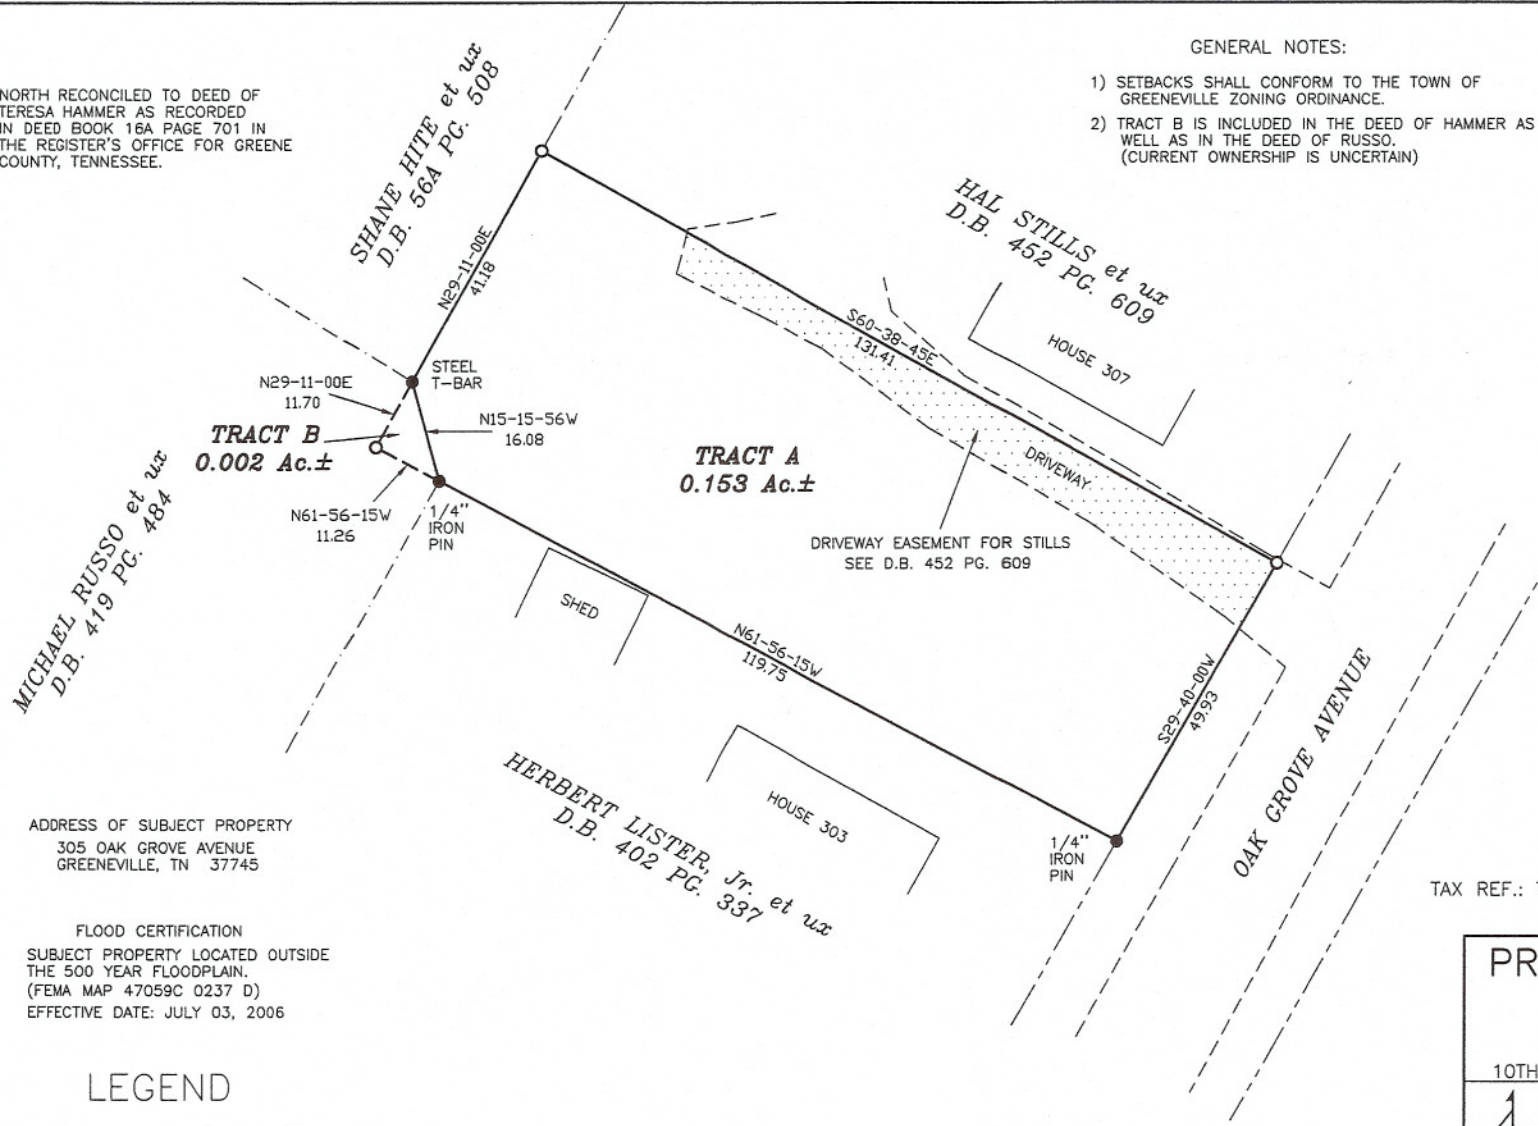 NORTH RECONCILED TO DEED OF
TERESA HAMMER AS RECORDED
IN DEED BOOK 16A PAGE 701 IN
THE REGISTER'S OFFICE FOR GREENE
COUNTY, TENNESSEE.
GENERAL NOTES:
1) SETBACKS SHALL CONFORM TO THE TOWN OF
GREENEVILLE ZONING ORDINANCE.
2) TRACT B IS INCLUDED IN THE DEED OF HAMMER AS
WELL AS IN THE DEED OF RUSSO.
(CURRENT OWNERSHIP IS UNCERTAIN)
SHANE HITE et ux
D.B. 56A PG. 508
HAL STILLS et ux
D.B. 452 PG. 609
HOUSE 307
N29-11-00E
41.18
S60-38-45E
131.41
STEEL
T-BAR
N29-11-00E
11.70
N15-15-56W
16.08
TRACT B
0.002 Ac.±
TRACT A
0.153 Ac.±
DRIVEWAY
N61-56-15W
11.26
1/4"
IRON
PIN
DRIVEWAY EASEMENT FOR STILLS
SEE D.B. 452 PG. 609
MICHAEL RUSSO et ux
D.B. 419 PG. 484
SHED
N61-56-15W
119.75
S29-40-00W
49.93
OAK GROVE AVENUE
HERBERT LISTER, Jr. et ux
D.B. 402 PG. 337
HOUSE 303
1/4"
IRON
PIN
ADDRESS OF SUBJECT PROPERTY
305 OAK GROVE AVENUE
GREENEVILLE, TN 37745
TAX REF.:
FLOOD CERTIFICATION
SUBJECT PROPERTY LOCATED OUTSIDE
THE 500 YEAR FLOODPLAIN.
(FEMA MAP 47059C 0237 D)
EFFECTIVE DATE: JULY 03, 2006
PR
10TH
LEGEND